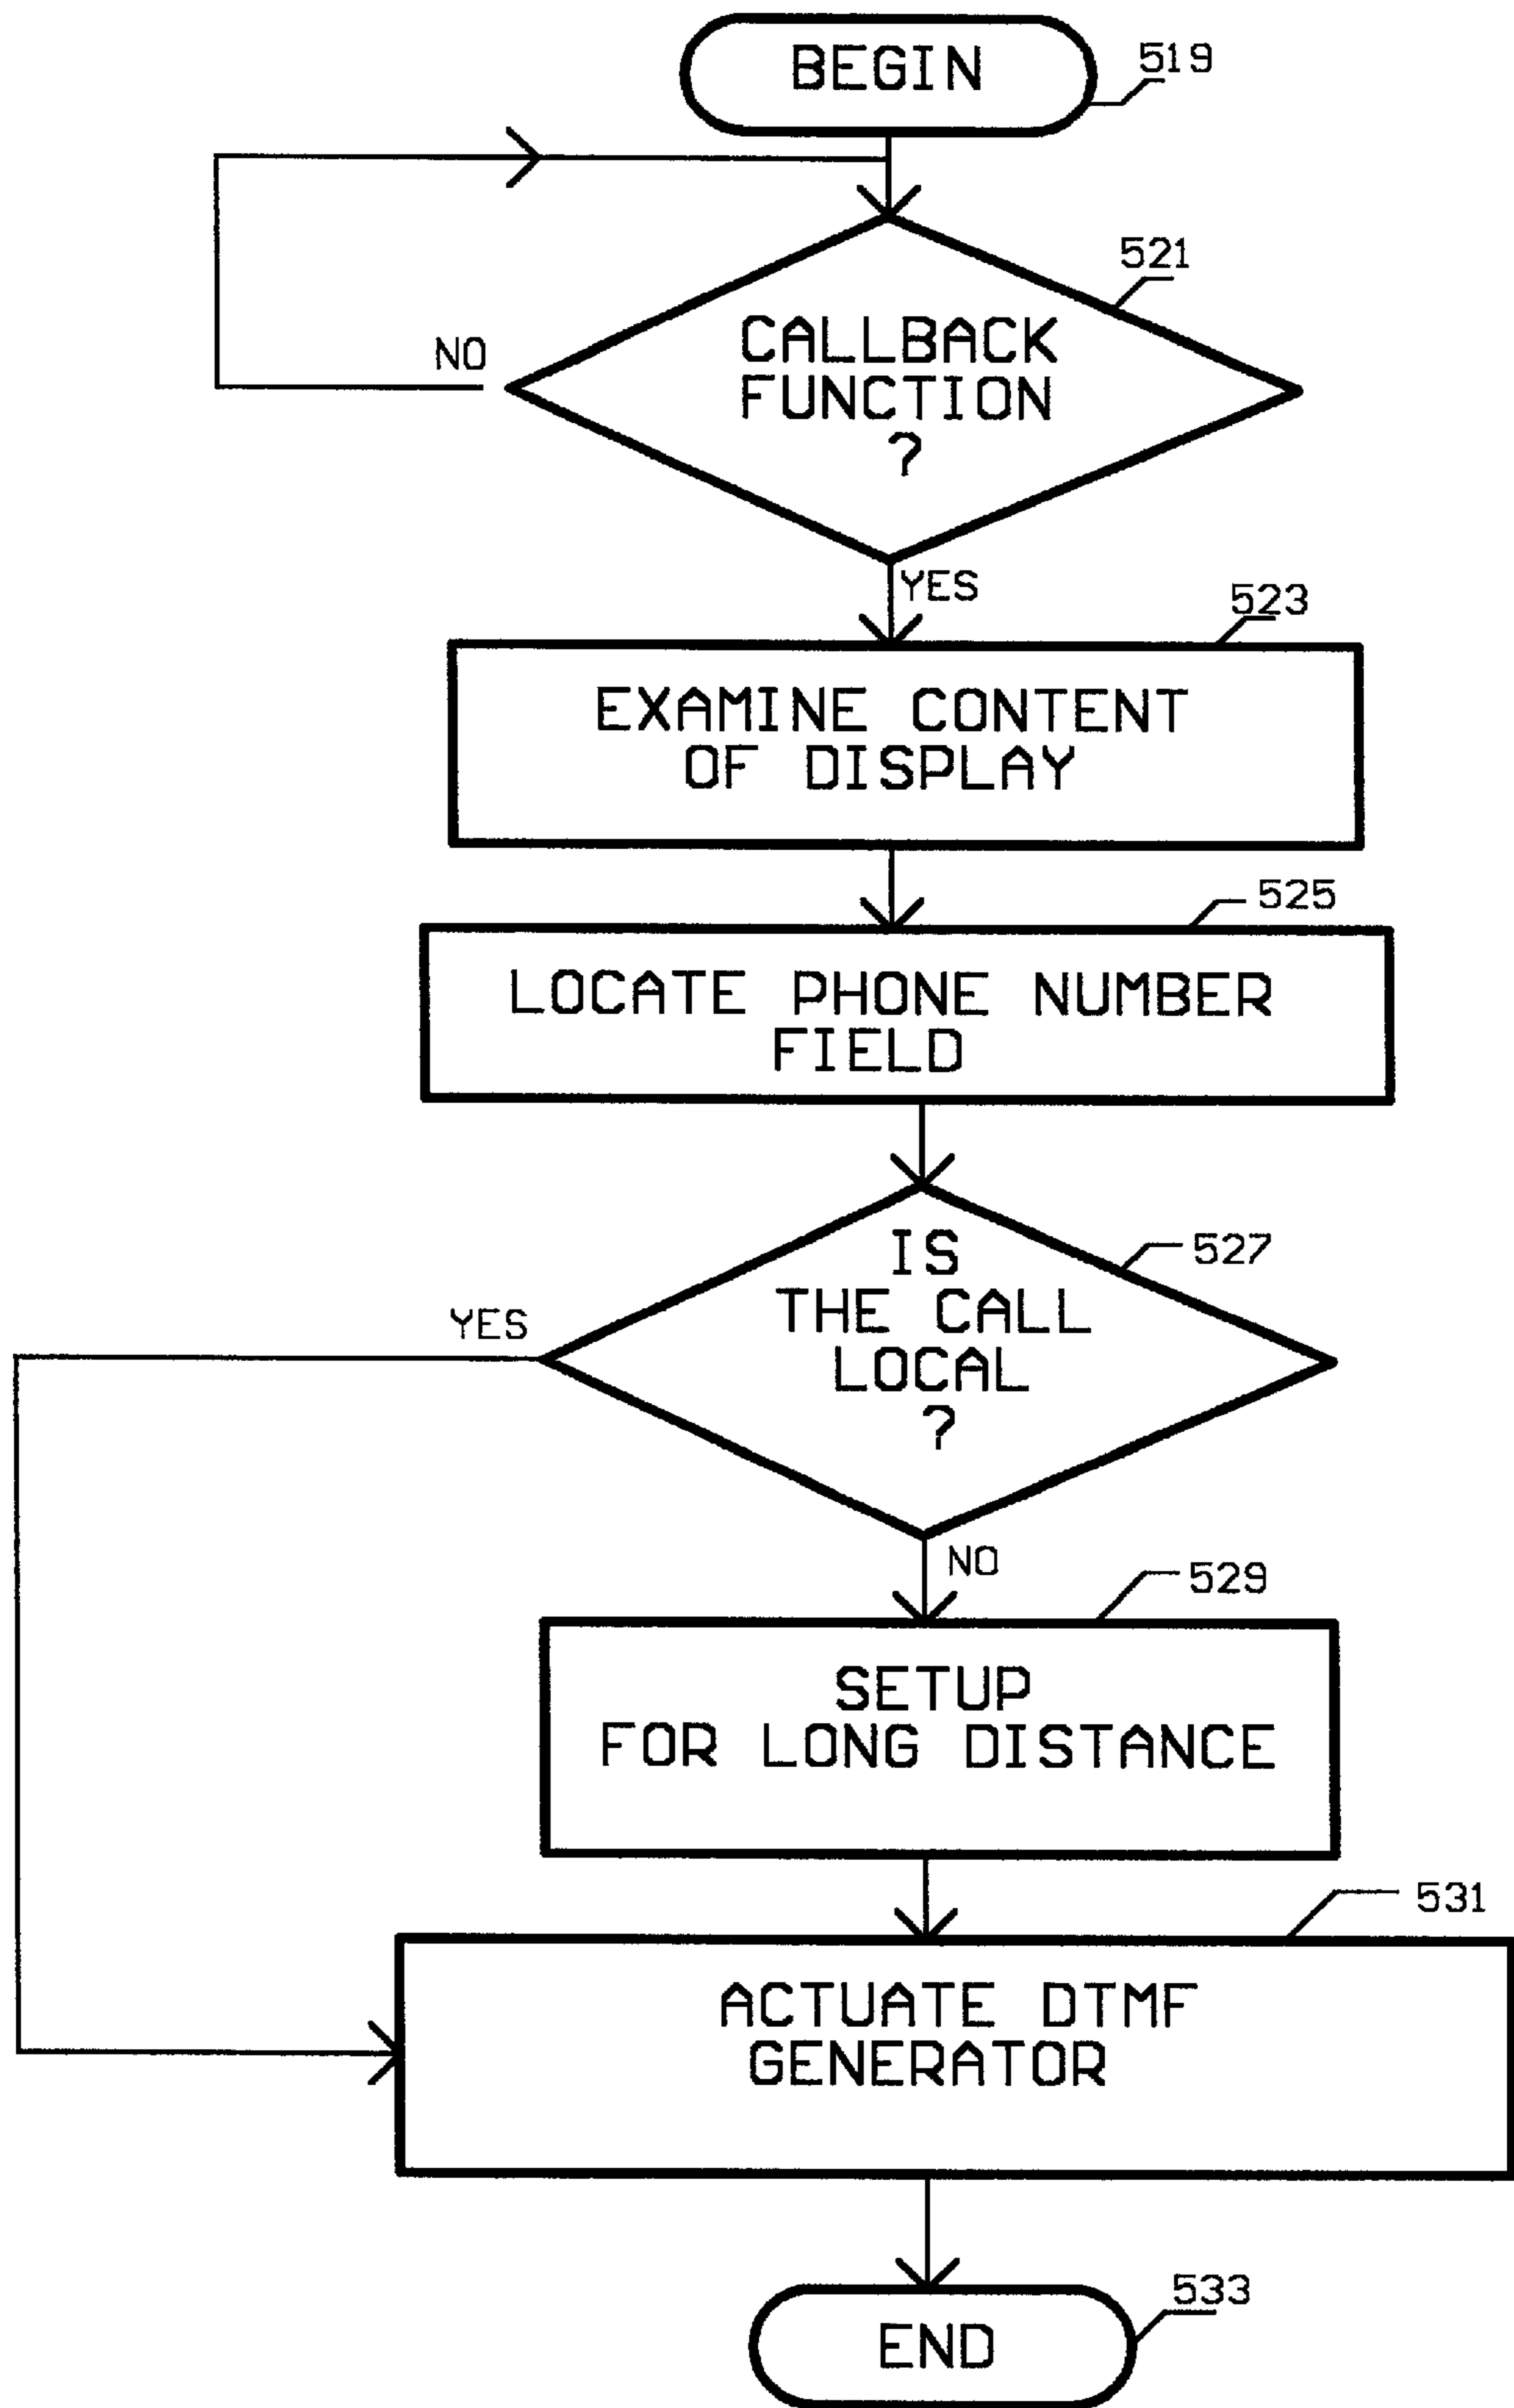 BEGIN
519
521
CALLBACK
FUNCTION
?
NO
YES
523
EXAMINE CONTENT
OF DISPLAY
525
LOCATE PHONE NUMBER
FIELD
527
IS
THE CALL
LOCAL
?
YES
NO
529
SETUP
FOR LONG DISTANCE
531
ACTUATE DTMF
GENERATOR
533
END